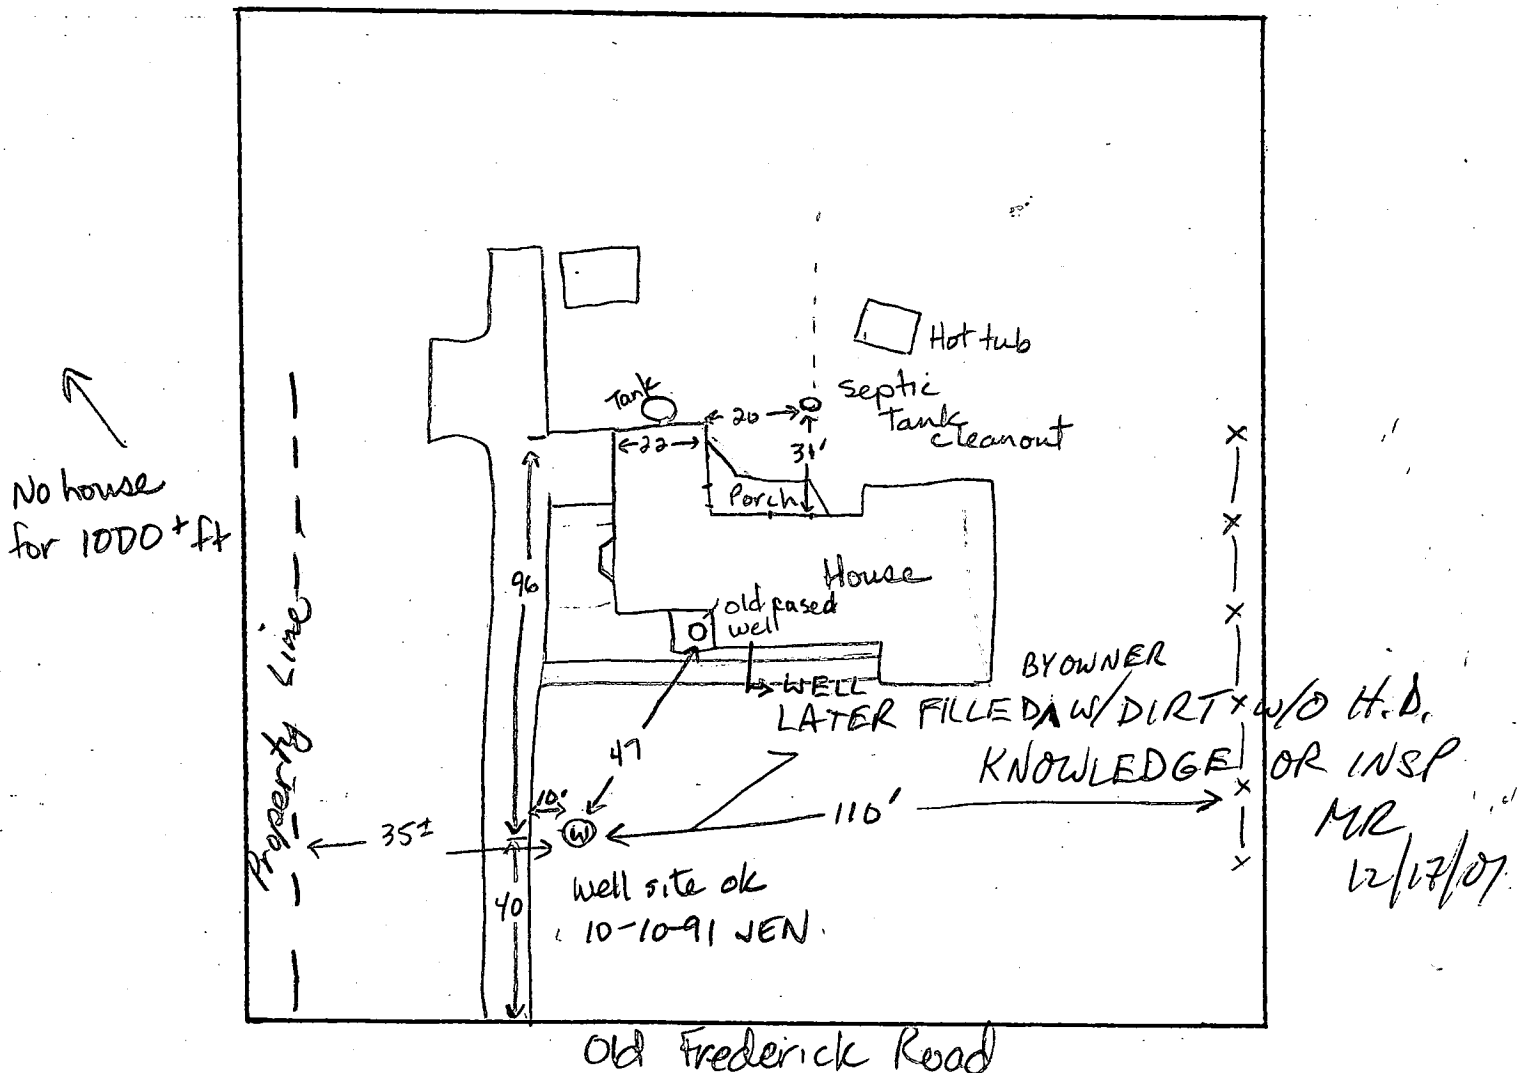 Hot tub
Tank
←20→
septic
Tank
cleanout
←22→
31'
Porch
No house
for 1000+ ft
96
House
old cased
well
Property Line
BY OWNER
→ WELL
LATER FILLED ∧ W/ DIRT W/O H.D.
KNOWLEDGE OR INSP
MR
12/17/07
47
10'
35±
W
110'
40
well site ok
10-10-91 JEN.
Old Frederick Road